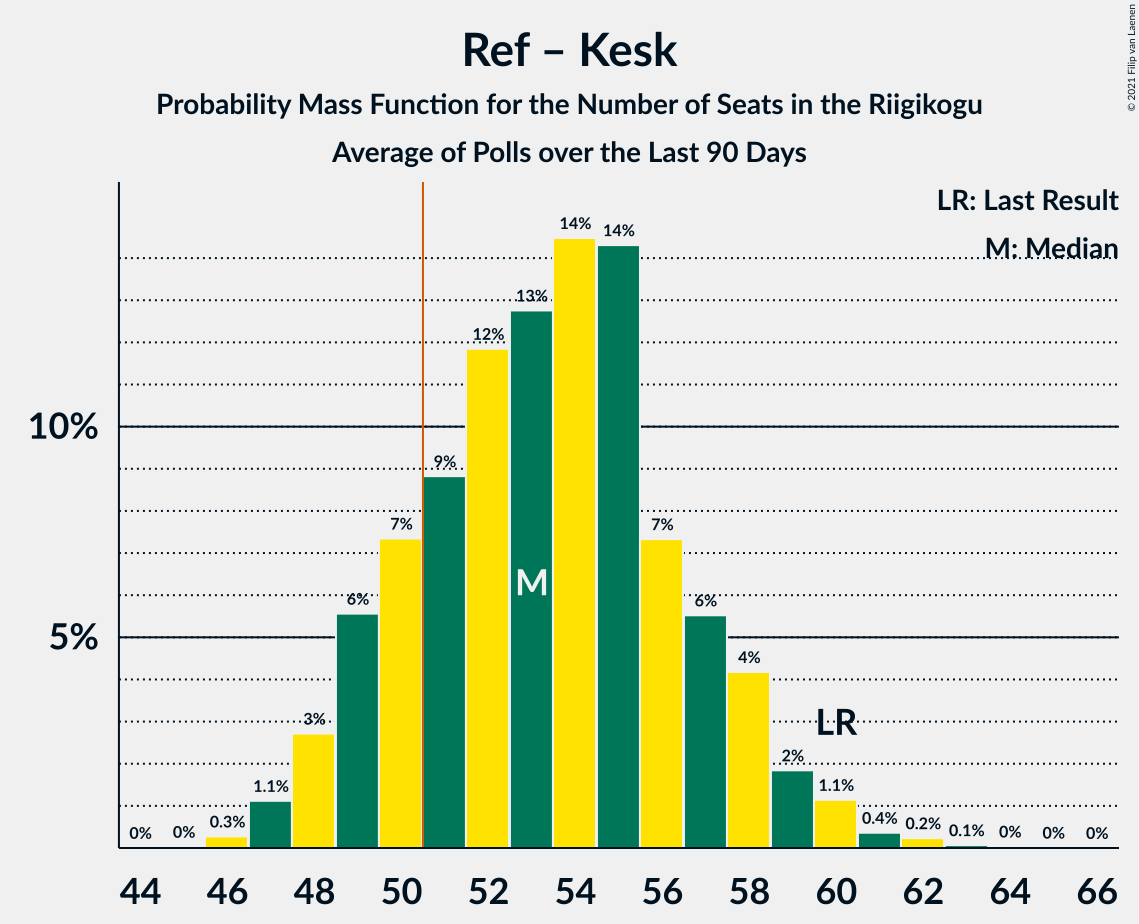 © 2021 Filip van Laenen
Ref – Kesk
Probability Mass Function for the Number of Seats in the Riigikogu
Average of Polls over the Last 90 Days
LR: Last Result
M: Median
10%
5%
0% 0% 0.3% 1.1% 3% 6% 7% 9% 12% 13% 14% 14% 7% 6% 4% 2% 1.1% 0.4% 0.2% 0.1% 0% 0% 0%
M
LR
44 46 48 50 52 54 56 58 60 62 64 66